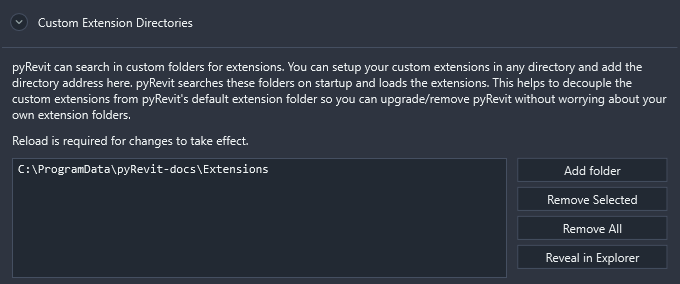 Custom Extension Directories
pyRevit can search in custom folders for extensions. You can setup your custom extensions in any directory and add the
directory address here. pyRevit searches these folders on startup and loads the extensions. This helps to decouple the
custom extensions from pyRevit's default extension folder so you can upgrade/remove pyRevit without worrying about your
own extension folders.
Reload is required for changes to take effect.
C:\ProgramData\pyRevit-docs\Extensions
Add folder
Remove Selected
Remove All
Reveal in Explorer